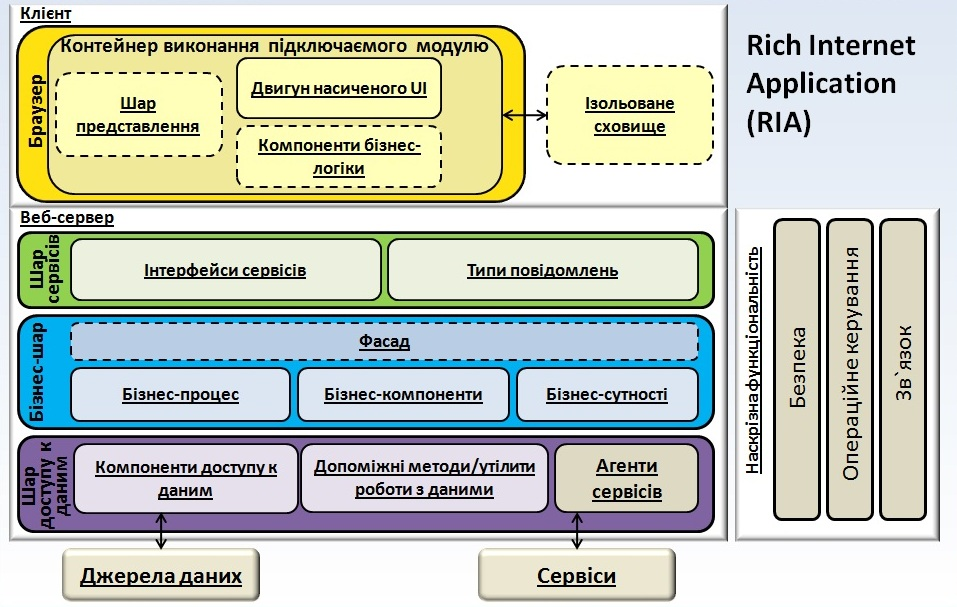 Клієнт
Браузер
Контейнер виконання підключаємого модулю
Шар
представлення
Двигун насиченого UI
Компоненти бізнес-
логіки
Ізольоване
сховище
Rich Internet
Application
(RIA)
Веб-сервер
Шар
сервісів
Інтерфейси сервісів
Типи повідомлень
Бізнес-шар
Фасад
Бізнес-процес
Бізнес-компоненти
Бізнес-сутності
Шар
доступу к
даним
Компоненти доступу к
даним
Допоміжні методи/утіліти
роботи з даними
Агенти
сервісів
Джерела даних
Сервіси
Наскрізна функціональність
Безпека
Операційне керування
Зв`язок